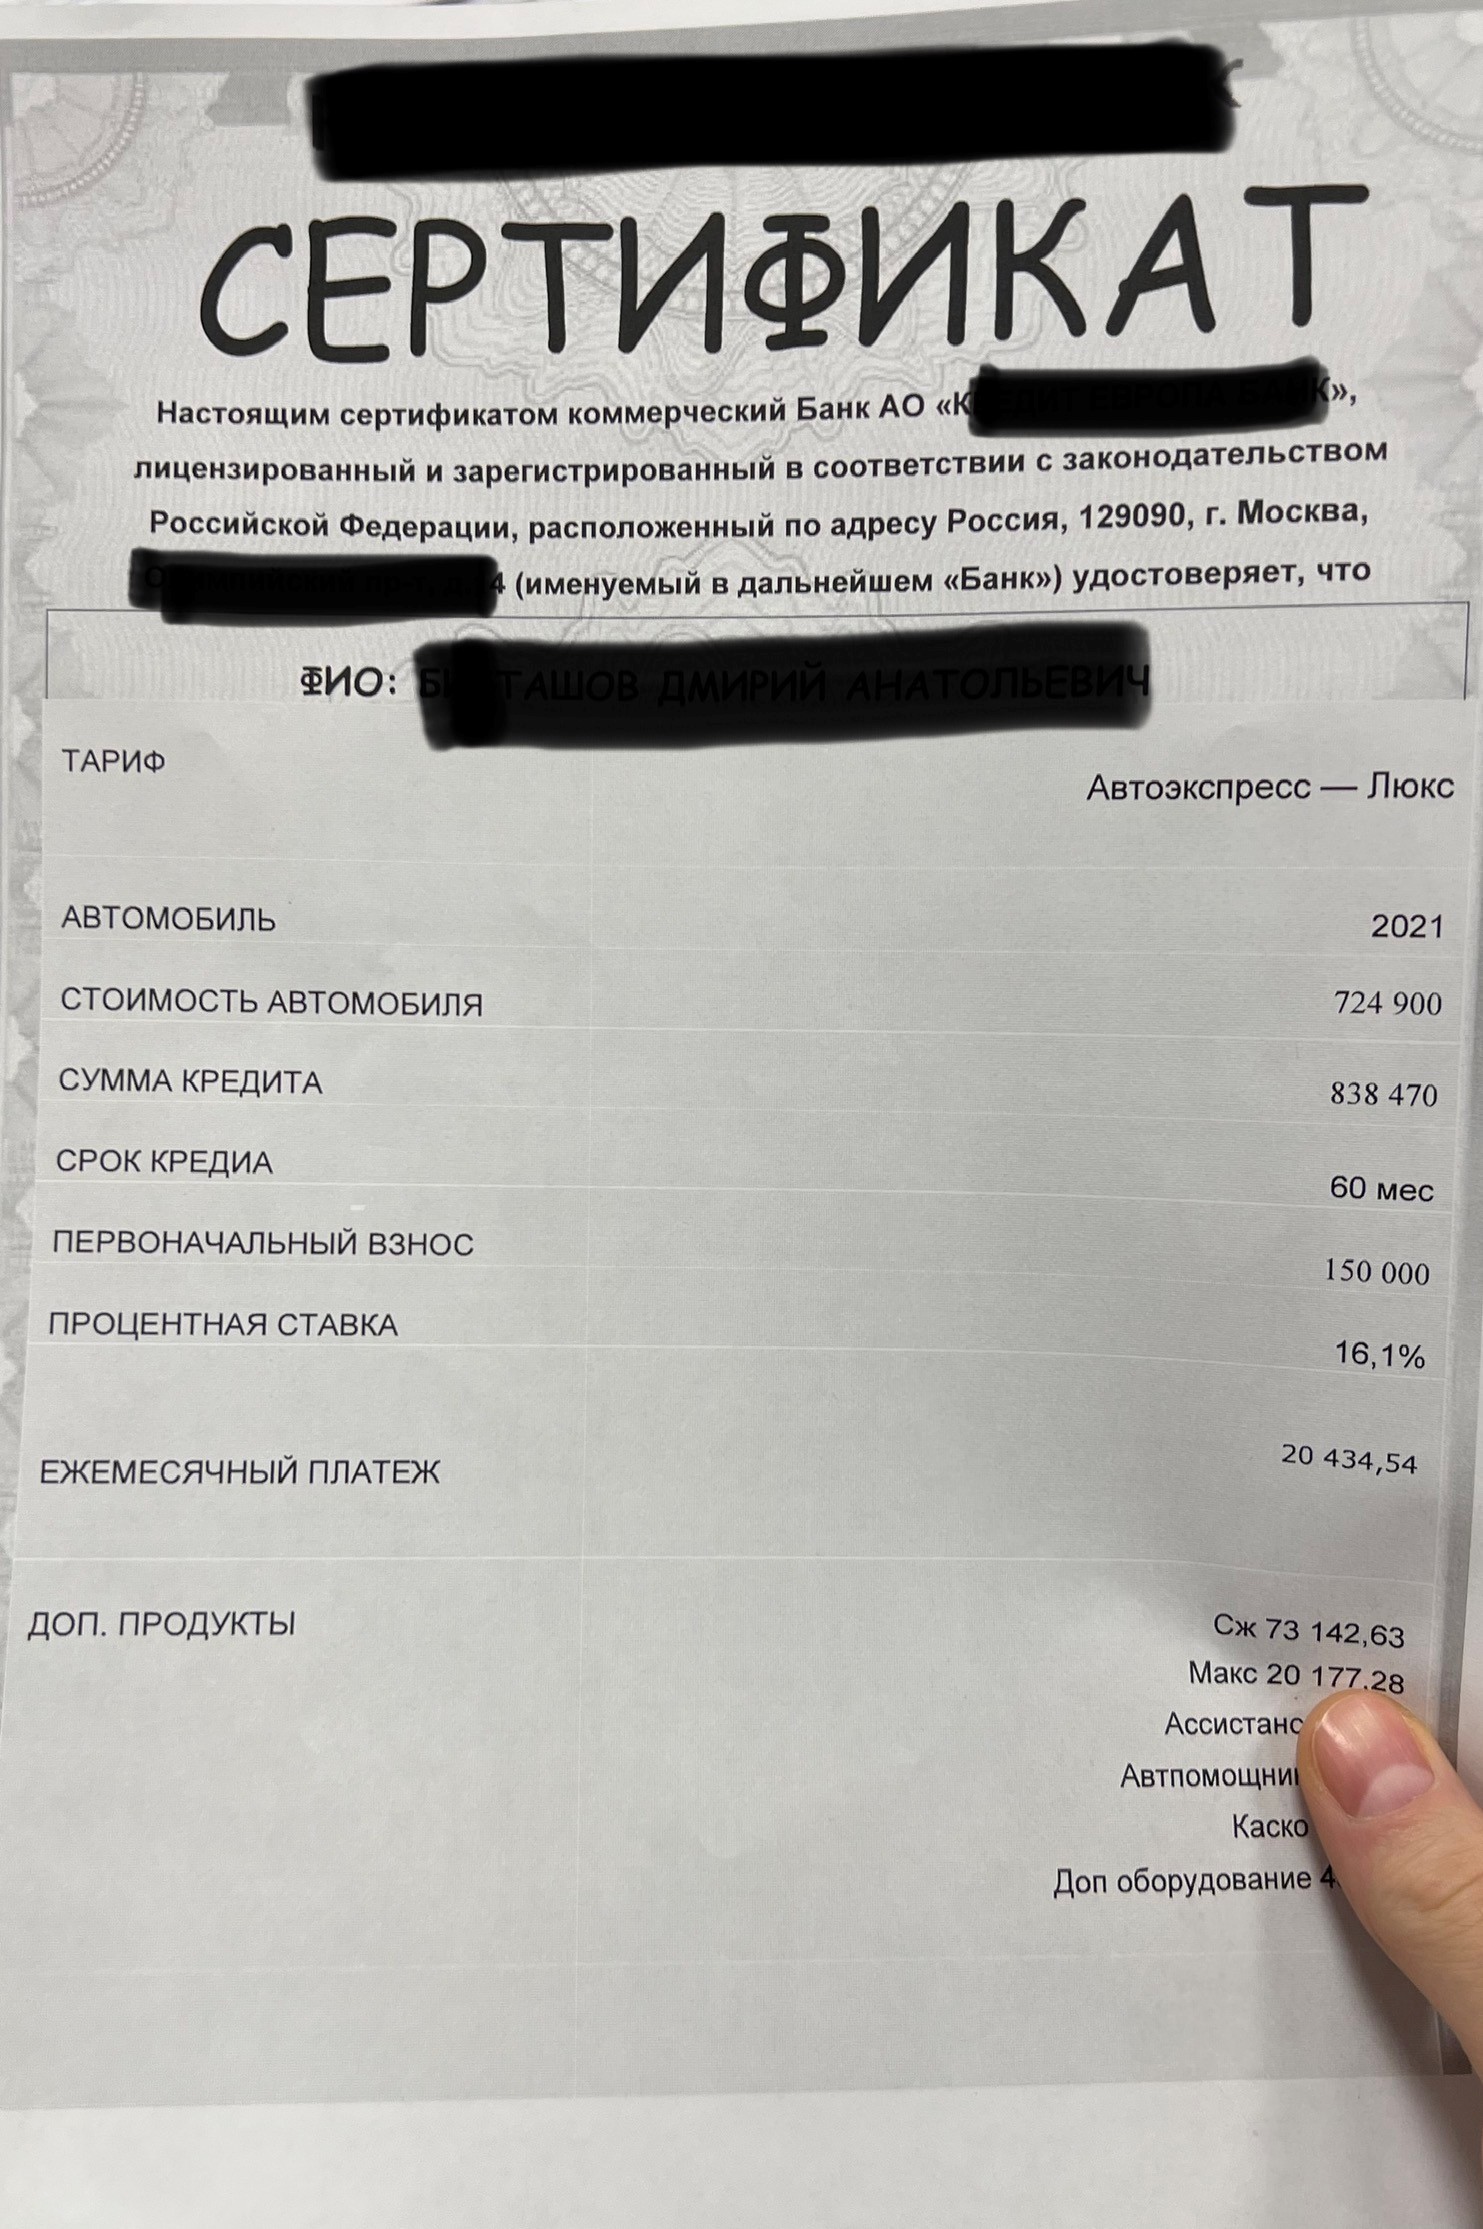 СЕРТИФИКАТ
Настоящим сертификатом коммерческий Банк АО
лицензированный и зарегистрированный в соответствии с законодательством
Российской Федерации, расположенный по адресу Россия, 129090, г. Москва,
(именуемый в дальнейшем «Банк») удостоверяет, что
ФИО:
ТАРИФ
Автоэкспресс — Люкс
АВТОМОБИЛЬ 2021
СТОИМОСТЬ АВТОМОБИЛЯ 724 900
СУММА КРЕДИТА 838 470
СРОК КРЕДИА 60 мес
ПЕРВОНАЧАЛЬНЫЙ ВЗНОС 150 000
ПРОЦЕНТНАЯ СТАВКА 16,1%
ЕЖЕМЕСЯЧНЫЙ ПЛАТЕЖ 20 434,54
ДОП. ПРОДУКТЫ Сж 73 142,63
Макс 20 177.28
Каско
Доп оборудование